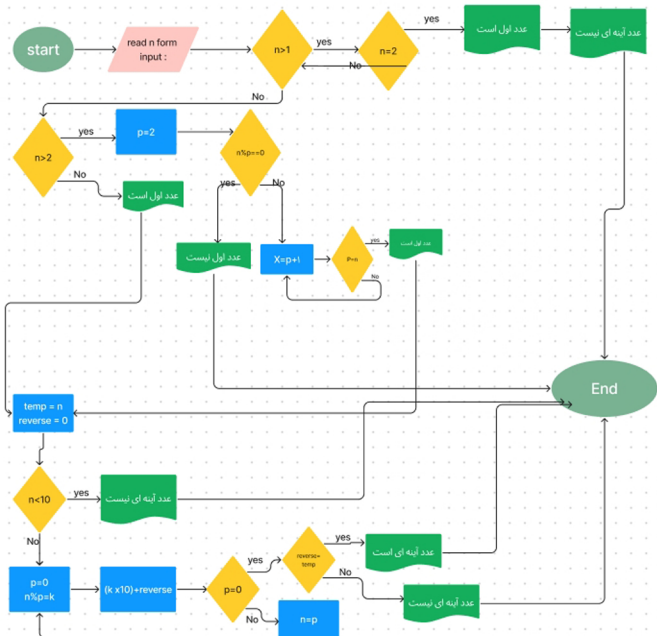 start
read n form
input :
n>1
yes
n=2
yes
عدد اول است
عدد آینه ای نیست
No
No
n>2
yes
p=2
n%p==0
No
عدد اول است
yes
No
عدد اول نیست
X=p+۱
P=n
yes
عدد اول است
No
End
temp = n
reverse = 0
n<10
yes
عدد آینه ای نیست
No
p=0
n%p=k
(k x10)+reverse
p=0
yes
reverse=
temp
yes
عدد آینه ای است
No
عدد آینه ای نیست
No
n=p